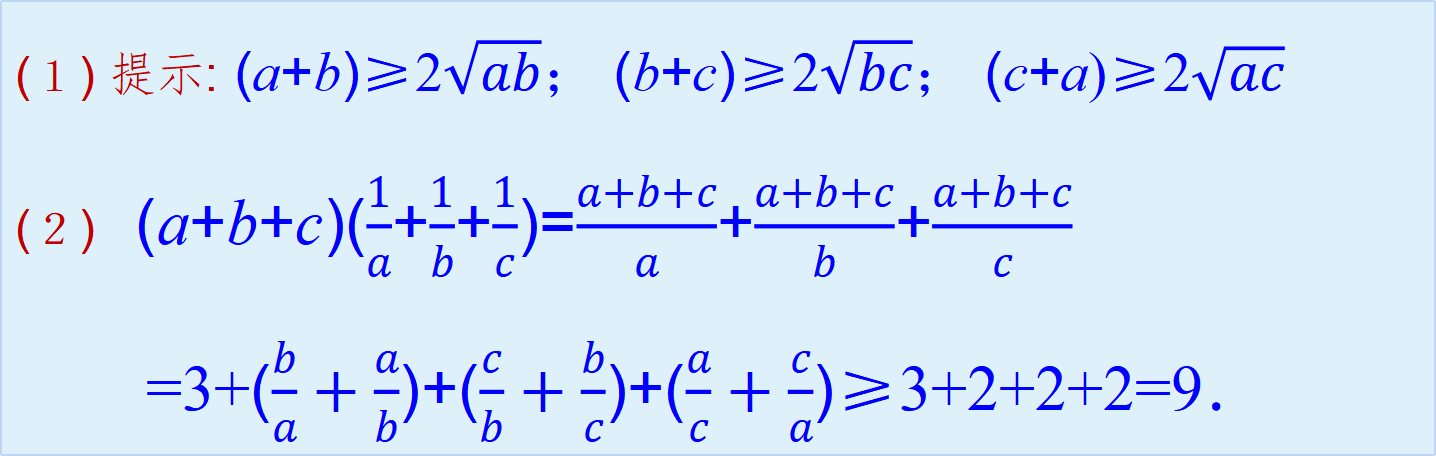 (1)提示: (a+b)⩾2√ab； (b+c)⩾2√bc； (c+a)⩾2√ac
(2) (a+b+c)(1/a+1/b+1/c)=a+b+c/a+a+b+c/b+a+b+c/c
=3+(b/a + a/b)+(c/b + b/c)+(a/c + c/a)⩾3+2+2+2=9.